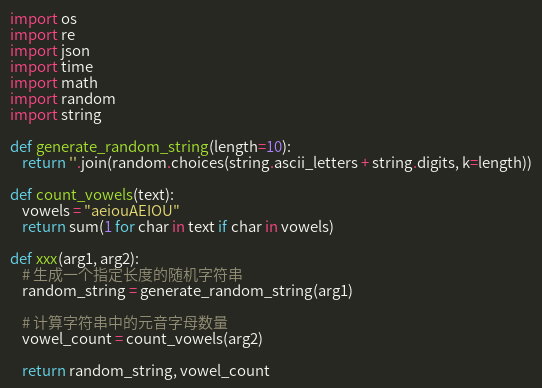 import os
import re
import json
import time
import math
import random
import string
def generate_random_string(length=10):
return ''.join(random.choices(string.ascii_letters + string.digits, k=length))
def count_vowels(text):
vowels = "aeiouAEIOU"
return sum(1 for char in text if char in vowels)
def xxx(arg1, arg2):
# 生成一个指定长度的随机字符串
random_string = generate_random_string(arg1)
# 计算字符串中的元音字母数量
vowel_count = count_vowels(arg2)
return random_string, vowel_count